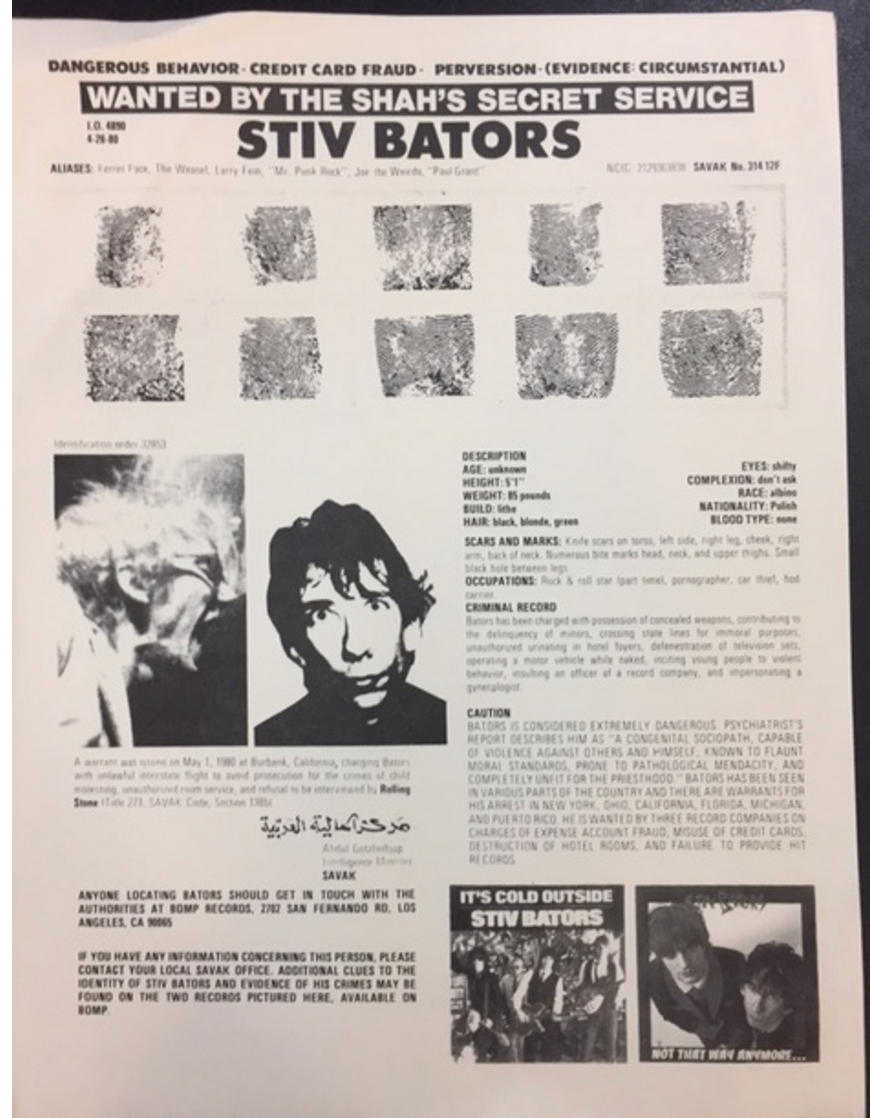 DANGEROUS BEHAVIOR - CREDIT CARD FRAUD - PERVERSION - (EVIDENCE: CIRCUMSTANTIAL)
WANTED BY THE SHAH'S SECRET SERVICE
I.O. 4890
4-26-80
STIV BATORS
ALIASES: Ferret Face, The Weasel, Larry Fein, "Mr. Punk Rock", Joe the Weirdo, "Paul Grant"
NCIC SAVAK No. 314 12F
Identification order 32853
DESCRIPTION
AGE: unknown
HEIGHT: 5'1"
WEIGHT: 85 pounds
BUILD: lithe
HAIR: black, blonde, green
EYES: shifty
COMPLEXION: don't ask
RACE: albino
NATIONALITY: Polish
BLOOD TYPE: none
SCARS AND MARKS: Knife scars on torso, left side, right leg, cheek, right
arm, back of neck. Numerous bite marks head, neck, and upper thighs. Small
black hole between legs.
OCCUPATIONS: Rock & roll star (part time), pornographer, car thief, hod
carrier.
CRIMINAL RECORD
Bators has been charged with possession of concealed weapons, contributing to
the delinquency of minors, crossing state lines for immoral purposes,
unauthorized urinating in hotel foyers, defenestration of television sets,
operating a motor vehicle while naked, inciting young people to violent
behavior, insulting an officer of a record company, and impersonating a
gynecologist.
CAUTION
BATORS IS CONSIDERED EXTREMELY DANGEROUS. PSYCHIATRIST'S
REPORT DESCRIBES HIM AS "A CONGENITAL SOCIOPATH, CAPABLE
OF VIOLENCE AGAINST OTHERS AND HIMSELF, KNOWN TO FLAUNT
MORAL STANDARDS, PRONE TO PATHOLOGICAL MENDACITY, AND
COMPLETELY UNFIT FOR THE PRIESTHOOD." BATORS HAS BEEN SEEN
IN VARIOUS PARTS OF THE COUNTRY AND THERE ARE WARRANTS FOR
HIS ARREST IN NEW YORK, OHIO, CALIFORNIA, FLORIDA, MICHIGAN,
AND PUERTO RICO. HE IS WANTED BY THREE RECORD COMPANIES ON
CHARGES OF EXPENSE ACCOUNT FRAUD, MISUSE OF CREDIT CARDS,
DESTRUCTION OF HOTEL ROOMS, AND FAILURE TO PROVIDE HIT
RECORDS.
A warrant was issued on May 1, 1980 at Burbank, California, charging Bators
with unlawful interstate flight to avoid prosecution for the crimes of child
molesting, unauthorized room service, and refusal to be interviewed by Rolling
Stone (Title 273, SAVAK Code, Section 1385)
Abdul
Intelligence Minister
SAVAK
ANYONE LOCATING BATORS SHOULD GET IN TOUCH WITH THE
AUTHORITIES AT BOMP RECORDS, 2702 SAN FERNANDO RD, LOS
ANGELES, CA 90065
IF YOU HAVE ANY INFORMATION CONCERNING THIS PERSON, PLEASE
CONTACT YOUR LOCAL SAVAK OFFICE. ADDITIONAL CLUES TO THE
IDENTITY OF STIV BATORS AND EVIDENCE OF HIS CRIMES MAY BE
FOUND ON THE TWO RECORDS PICTURED HERE, AVAILABLE ON
BOMP.
IT'S COLD OUTSIDE
STIV BATORS
STIV BATORS
NOT THAT WAY ANYMORE...